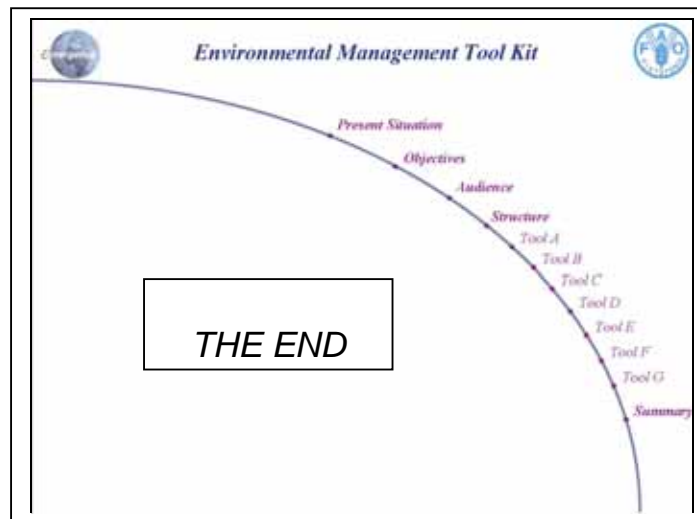 Environmental Management Tool Kit
F A O
Present Situation
Objectives
Audience
Structure
Tool A
Tool B
Tool C
Tool D
Tool E
Tool F
Tool G
Summary
THE END